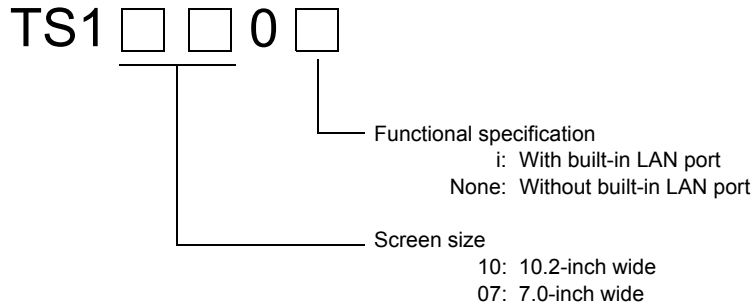 TS1 □ □ 0 □
Functional specification
i: With built-in LAN port
None: Without built-in LAN port
Screen size
10: 10.2-inch wide
07: 7.0-inch wide